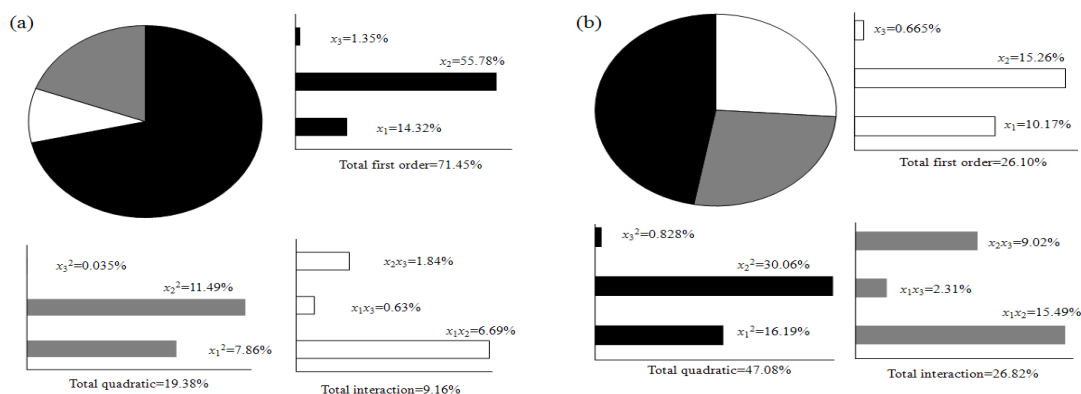 (a)
x₃=1.35%
x₂=55.78%
x₁=14.32%
Total first order=71.45%
x₃²=0.035%
x₂²=11.49%
x₁²=7.86%
Total quadratic=19.38%
x₂x₃=1.84%
x₁x₃=0.63%
x₁x₂=6.69%
Total interaction=9.16%
(b)
x₃=0.665%
x₂=15.26%
x₁=10.17%
Total first order=26.10%
x₃²=0.828%
x₂²=30.06%
x₁²=16.19%
Total quadratic=47.08%
x₂x₃=9.02%
x₁x₃=2.31%
x₁x₂=15.49%
Total interaction=26.82%